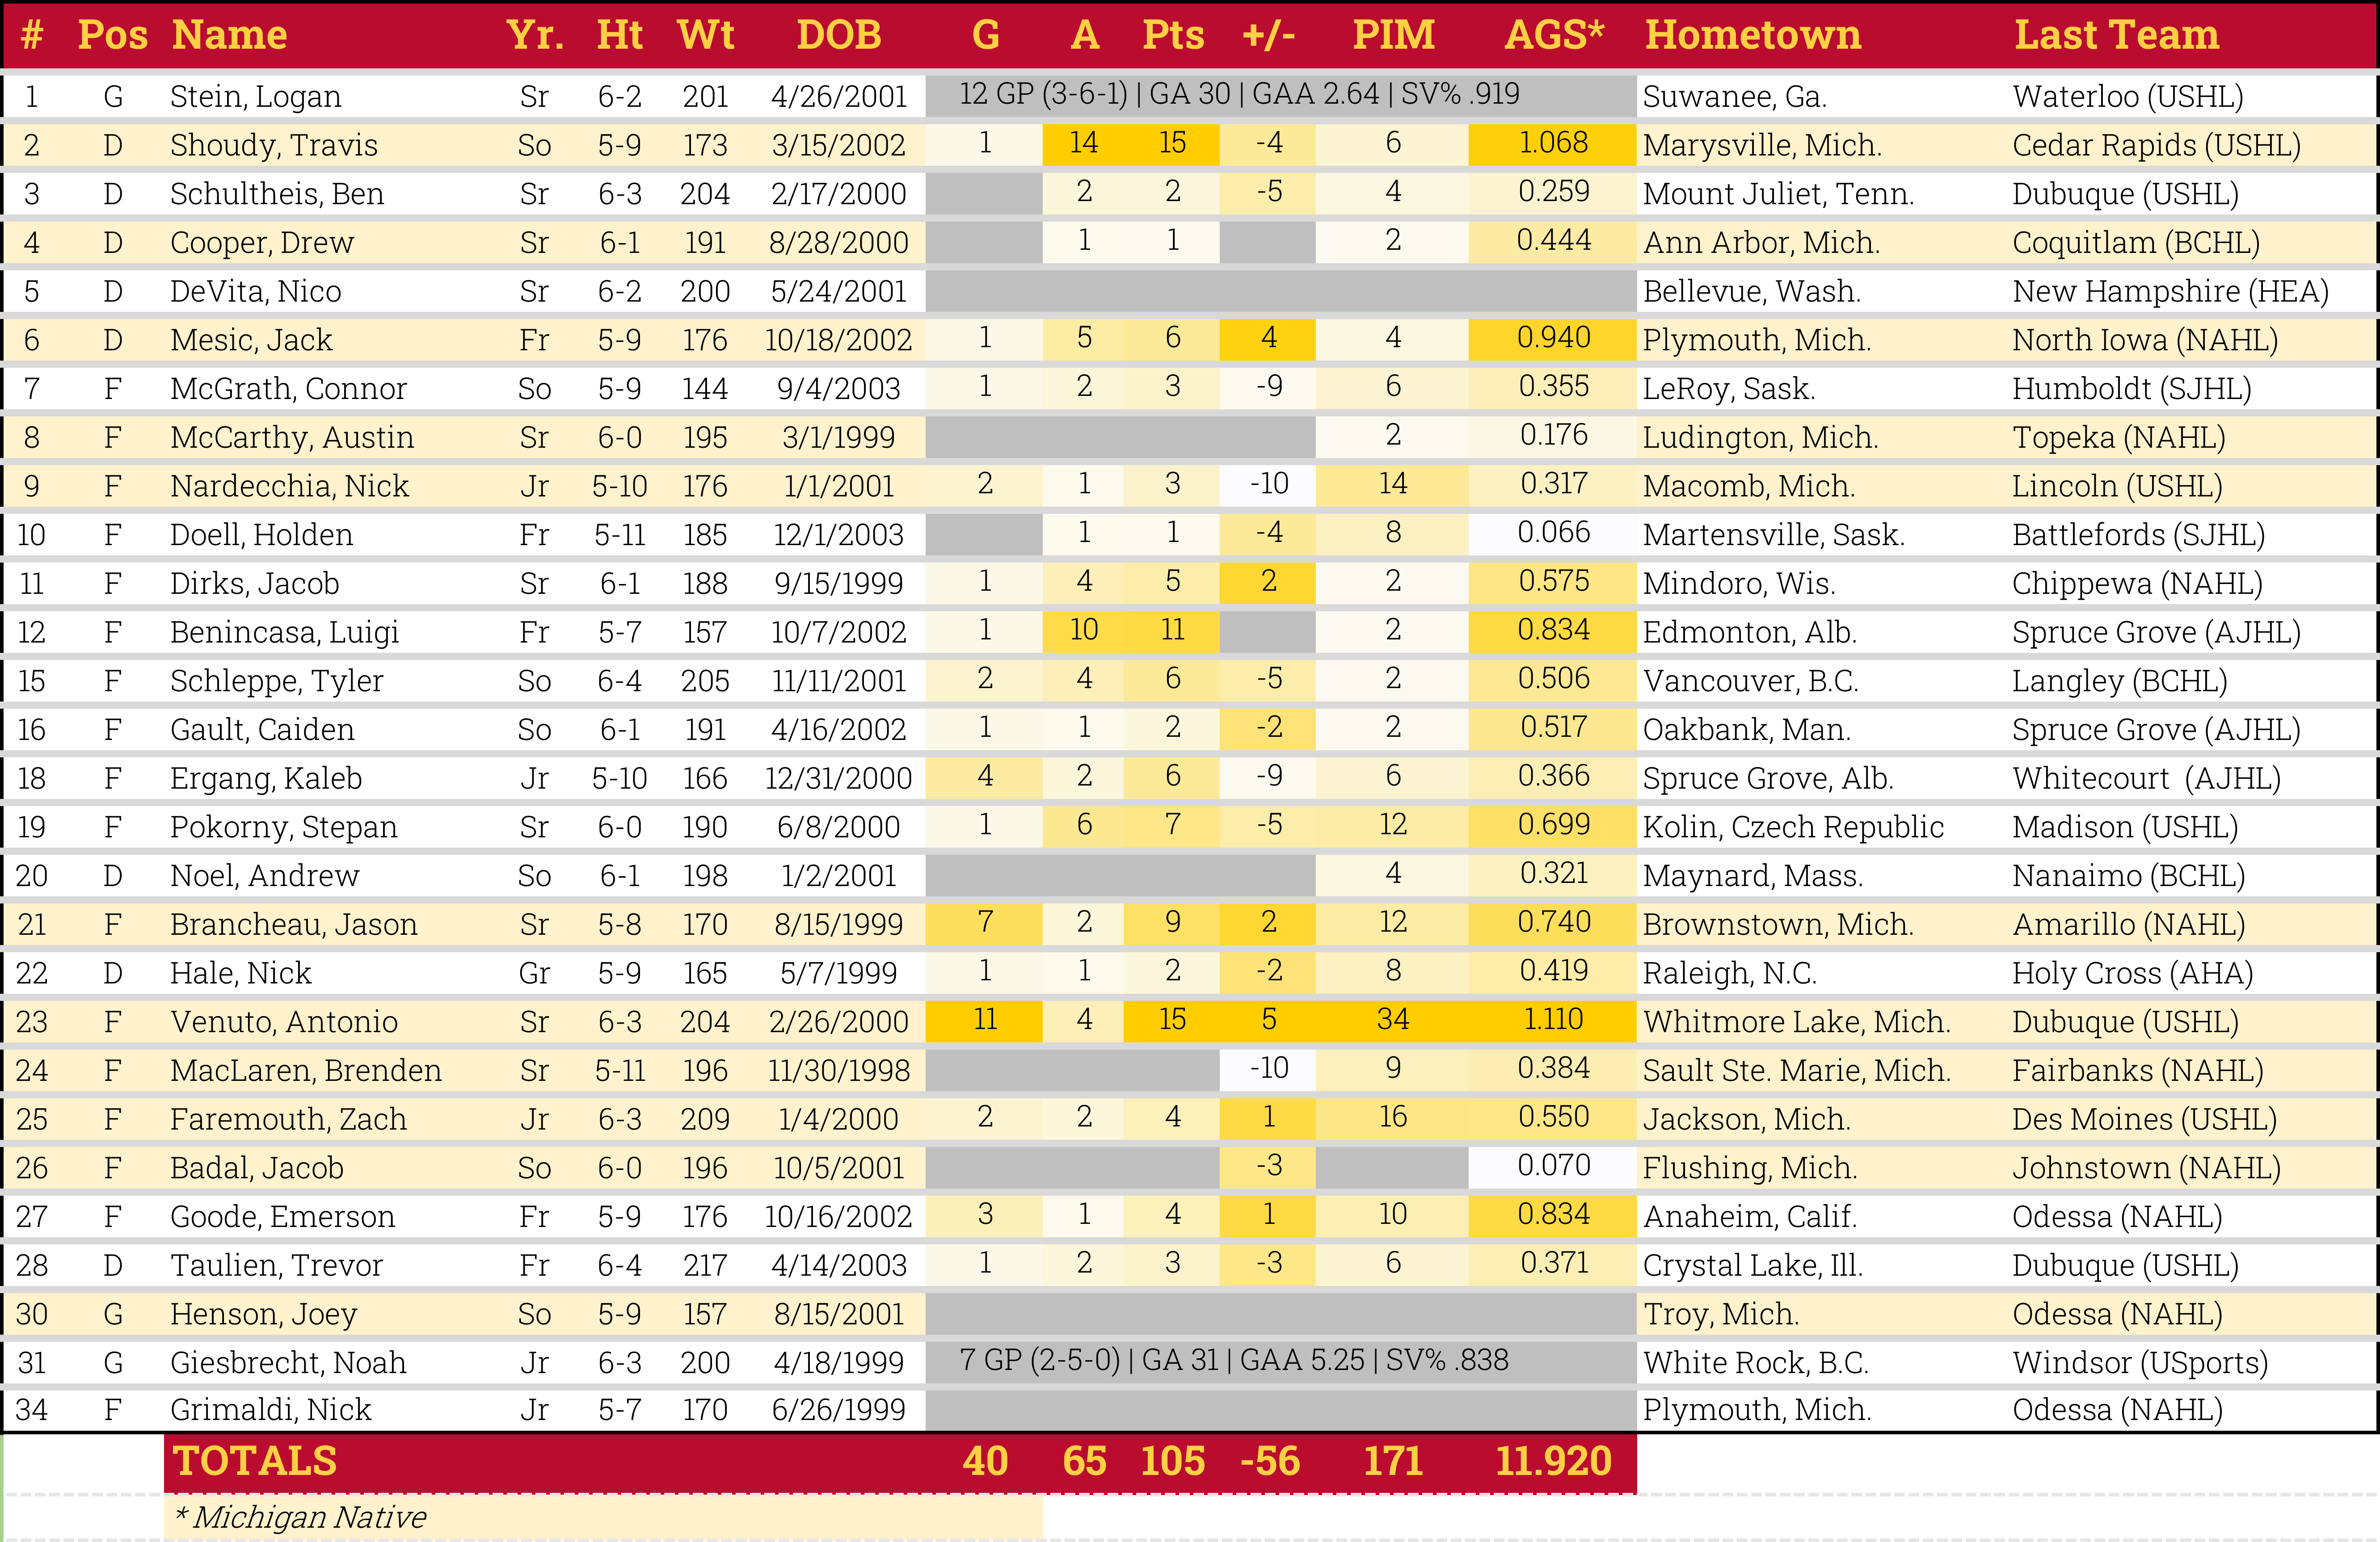 # Pos Name Yr. Ht Wt DOB G A Pts +/- PIM AGS* Hometown Last Team
1 G Stein, Logan Sr 6-2 201 4/26/2001 12 GP (3-6-1) | GA 30 | GAA 2.64 | SV% .919 Suwanee, Ga. Waterloo (USHL)
2 D Shoudy, Travis So 5-9 173 3/15/2002 1 14 15 -4 6 1.068 Marysville, Mich. Cedar Rapids (USHL)
3 D Schultheis, Ben Sr 6-3 204 2/17/2000 2 2 -5 4 0.259 Mount Juliet, Tenn. Dubuque (USHL)
4 D Cooper, Drew Sr 6-1 191 8/28/2000 1 1 2 0.444 Ann Arbor, Mich. Coquitlam (BCHL)
5 D DeVita, Nico Sr 6-2 200 5/24/2001 Bellevue, Wash. New Hampshire (HEA)
6 D Mesic, Jack Fr 5-9 176 10/18/2002 1 5 6 4 4 0.940 Plymouth, Mich. North Iowa (NAHL)
7 F McGrath, Connor So 5-9 144 9/4/2003 1 2 3 -9 6 0.355 LeRoy, Sask. Humboldt (SJHL)
8 F McCarthy, Austin Sr 6-0 195 3/1/1999 2 0.176 Ludington, Mich. Topeka (NAHL)
9 F Nardecchia, Nick Jr 5-10 176 1/1/2001 2 1 3 -10 14 0.317 Macomb, Mich. Lincoln (USHL)
10 F Doell, Holden Fr 5-11 185 12/1/2003 1 1 -4 8 0.066 Martensville, Sask. Battlefords (SJHL)
11 F Dirks, Jacob Sr 6-1 188 9/15/1999 1 4 5 2 2 0.575 Mindoro, Wis. Chippewa (NAHL)
12 F Benincasa, Luigi Fr 5-7 157 10/7/2002 1 10 11 2 0.834 Edmonton, Alb. Spruce Grove (AJHL)
15 F Schleppe, Tyler So 6-4 205 11/11/2001 2 4 6 -5 2 0.506 Vancouver, B.C. Langley (BCHL)
16 F Gault, Caiden So 6-1 191 4/16/2002 1 1 2 -2 2 0.517 Oakbank, Man. Spruce Grove (AJHL)
18 F Ergang, Kaleb Jr 5-10 166 12/31/2000 4 2 6 -9 6 0.366 Spruce Grove, Alb. Whitecourt (AJHL)
19 F Pokorny, Stepan Sr 6-0 190 6/8/2000 1 6 7 -5 12 0.699 Kolin, Czech Republic Madison (USHL)
20 D Noel, Andrew So 6-1 198 1/2/2001 4 0.321 Maynard, Mass. Nanaimo (BCHL)
21 F Brancheau, Jason Sr 5-8 170 8/15/1999 7 2 9 2 12 0.740 Brownstown, Mich. Amarillo (NAHL)
22 D Hale, Nick Gr 5-9 165 5/7/1999 1 1 2 -2 8 0.419 Raleigh, N.C. Holy Cross (AHA)
23 F Venuto, Antonio Sr 6-3 204 2/26/2000 11 4 15 5 34 1.110 Whitmore Lake, Mich. Dubuque (USHL)
24 F MacLaren, Brenden Sr 5-11 196 11/30/1998 -10 9 0.384 Sault Ste. Marie, Mich. Fairbanks (NAHL)
25 F Faremouth, Zach Jr 6-3 209 1/4/2000 2 2 4 1 16 0.550 Jackson, Mich. Des Moines (USHL)
26 F Badal, Jacob So 6-0 196 10/5/2001 -3 0.070 Flushing, Mich. Johnstown (NAHL)
27 F Goode, Emerson Fr 5-9 176 10/16/2002 3 1 4 1 10 0.834 Anaheim, Calif. Odessa (NAHL)
28 D Taulien, Trevor Fr 6-4 217 4/14/2003 1 2 3 -3 6 0.371 Crystal Lake, Ill. Dubuque (USHL)
30 G Henson, Joey So 5-9 157 8/15/2001 Troy, Mich. Odessa (NAHL)
31 G Giesbrecht, Noah Jr 6-3 200 4/18/1999 7 GP (2-5-0) | GA 31 | GAA 5.25 | SV% .838 White Rock, B.C. Windsor (USports)
34 F Grimaldi, Nick Jr 5-7 170 6/26/1999 Plymouth, Mich. Odessa (NAHL)
TOTALS 40 65 105 -56 171 11.920
* Michigan Native